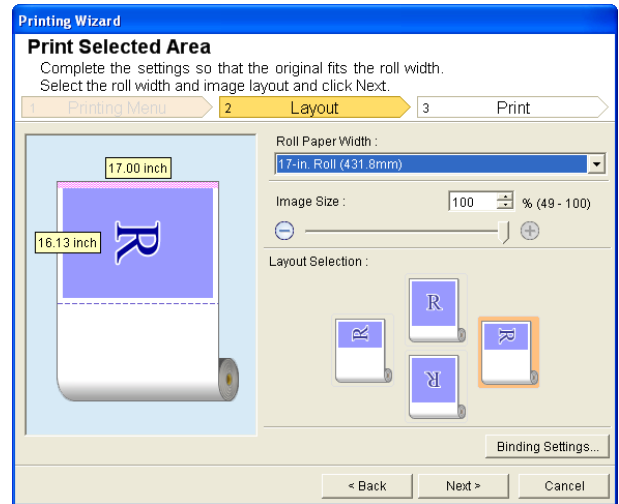 Printing Wizard
Print Selected Area
Complete the settings so that the original fits the roll width.
Select the roll width and image layout and click Next.
1 Printing Menu 2 Layout 3 Print
17.00 inch
R
16.13 inch
Roll Paper Width :
17-in. Roll (431.8mm)
Image Size : 100 % (49 - 100)
Layout Selection :
R
R
R
R
Binding Settings...
< Back Next > Cancel